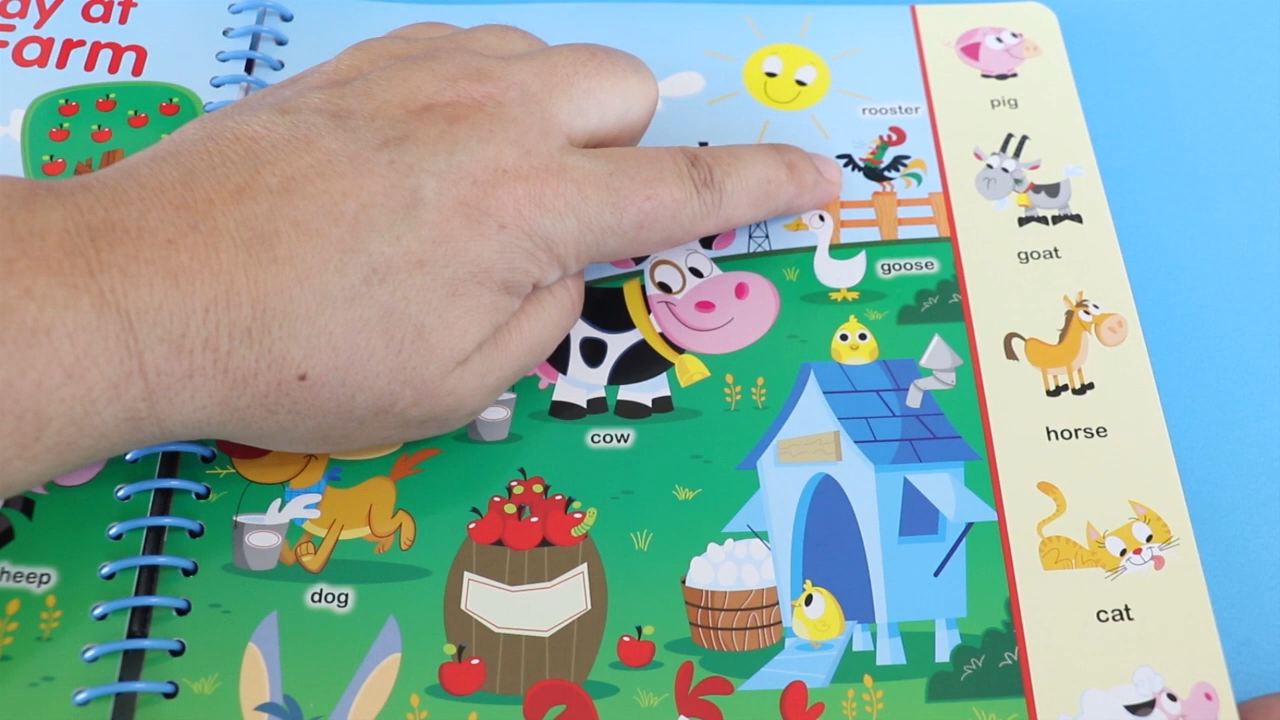 ay at
Farm
rooster
goose
cow
dog
heep
pig
goat
horse
cat